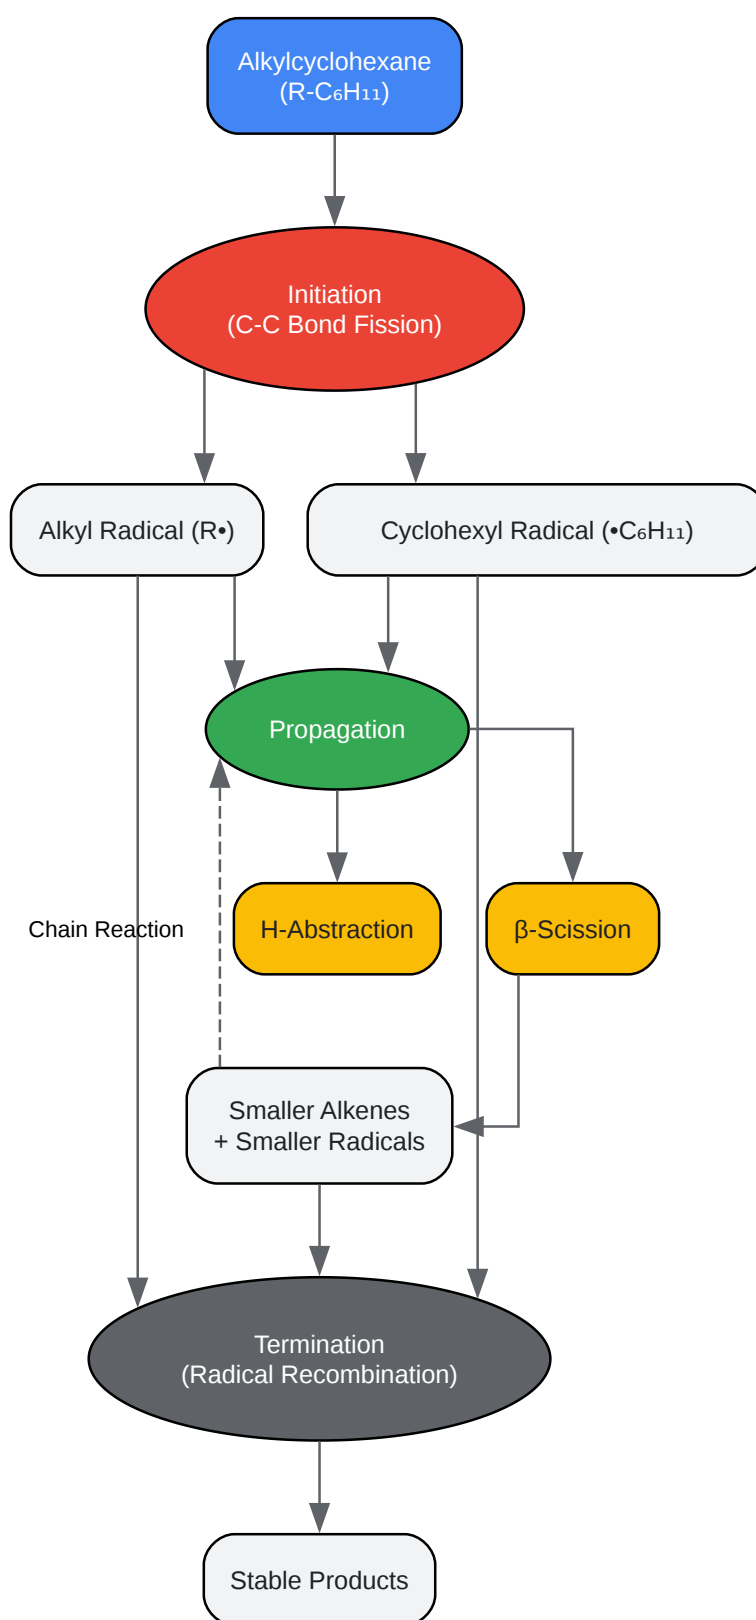 Alkylcyclohexane
(R-C₆H₁₁)
Initiation
(C-C Bond Fission)
Alkyl Radical (R•)
Cyclohexyl Radical (•C₆H₁₁)
Propagation
Chain Reaction
H-Abstraction
β-Scission
Smaller Alkenes
+ Smaller Radicals
Termination
(Radical Recombination)
Stable Products